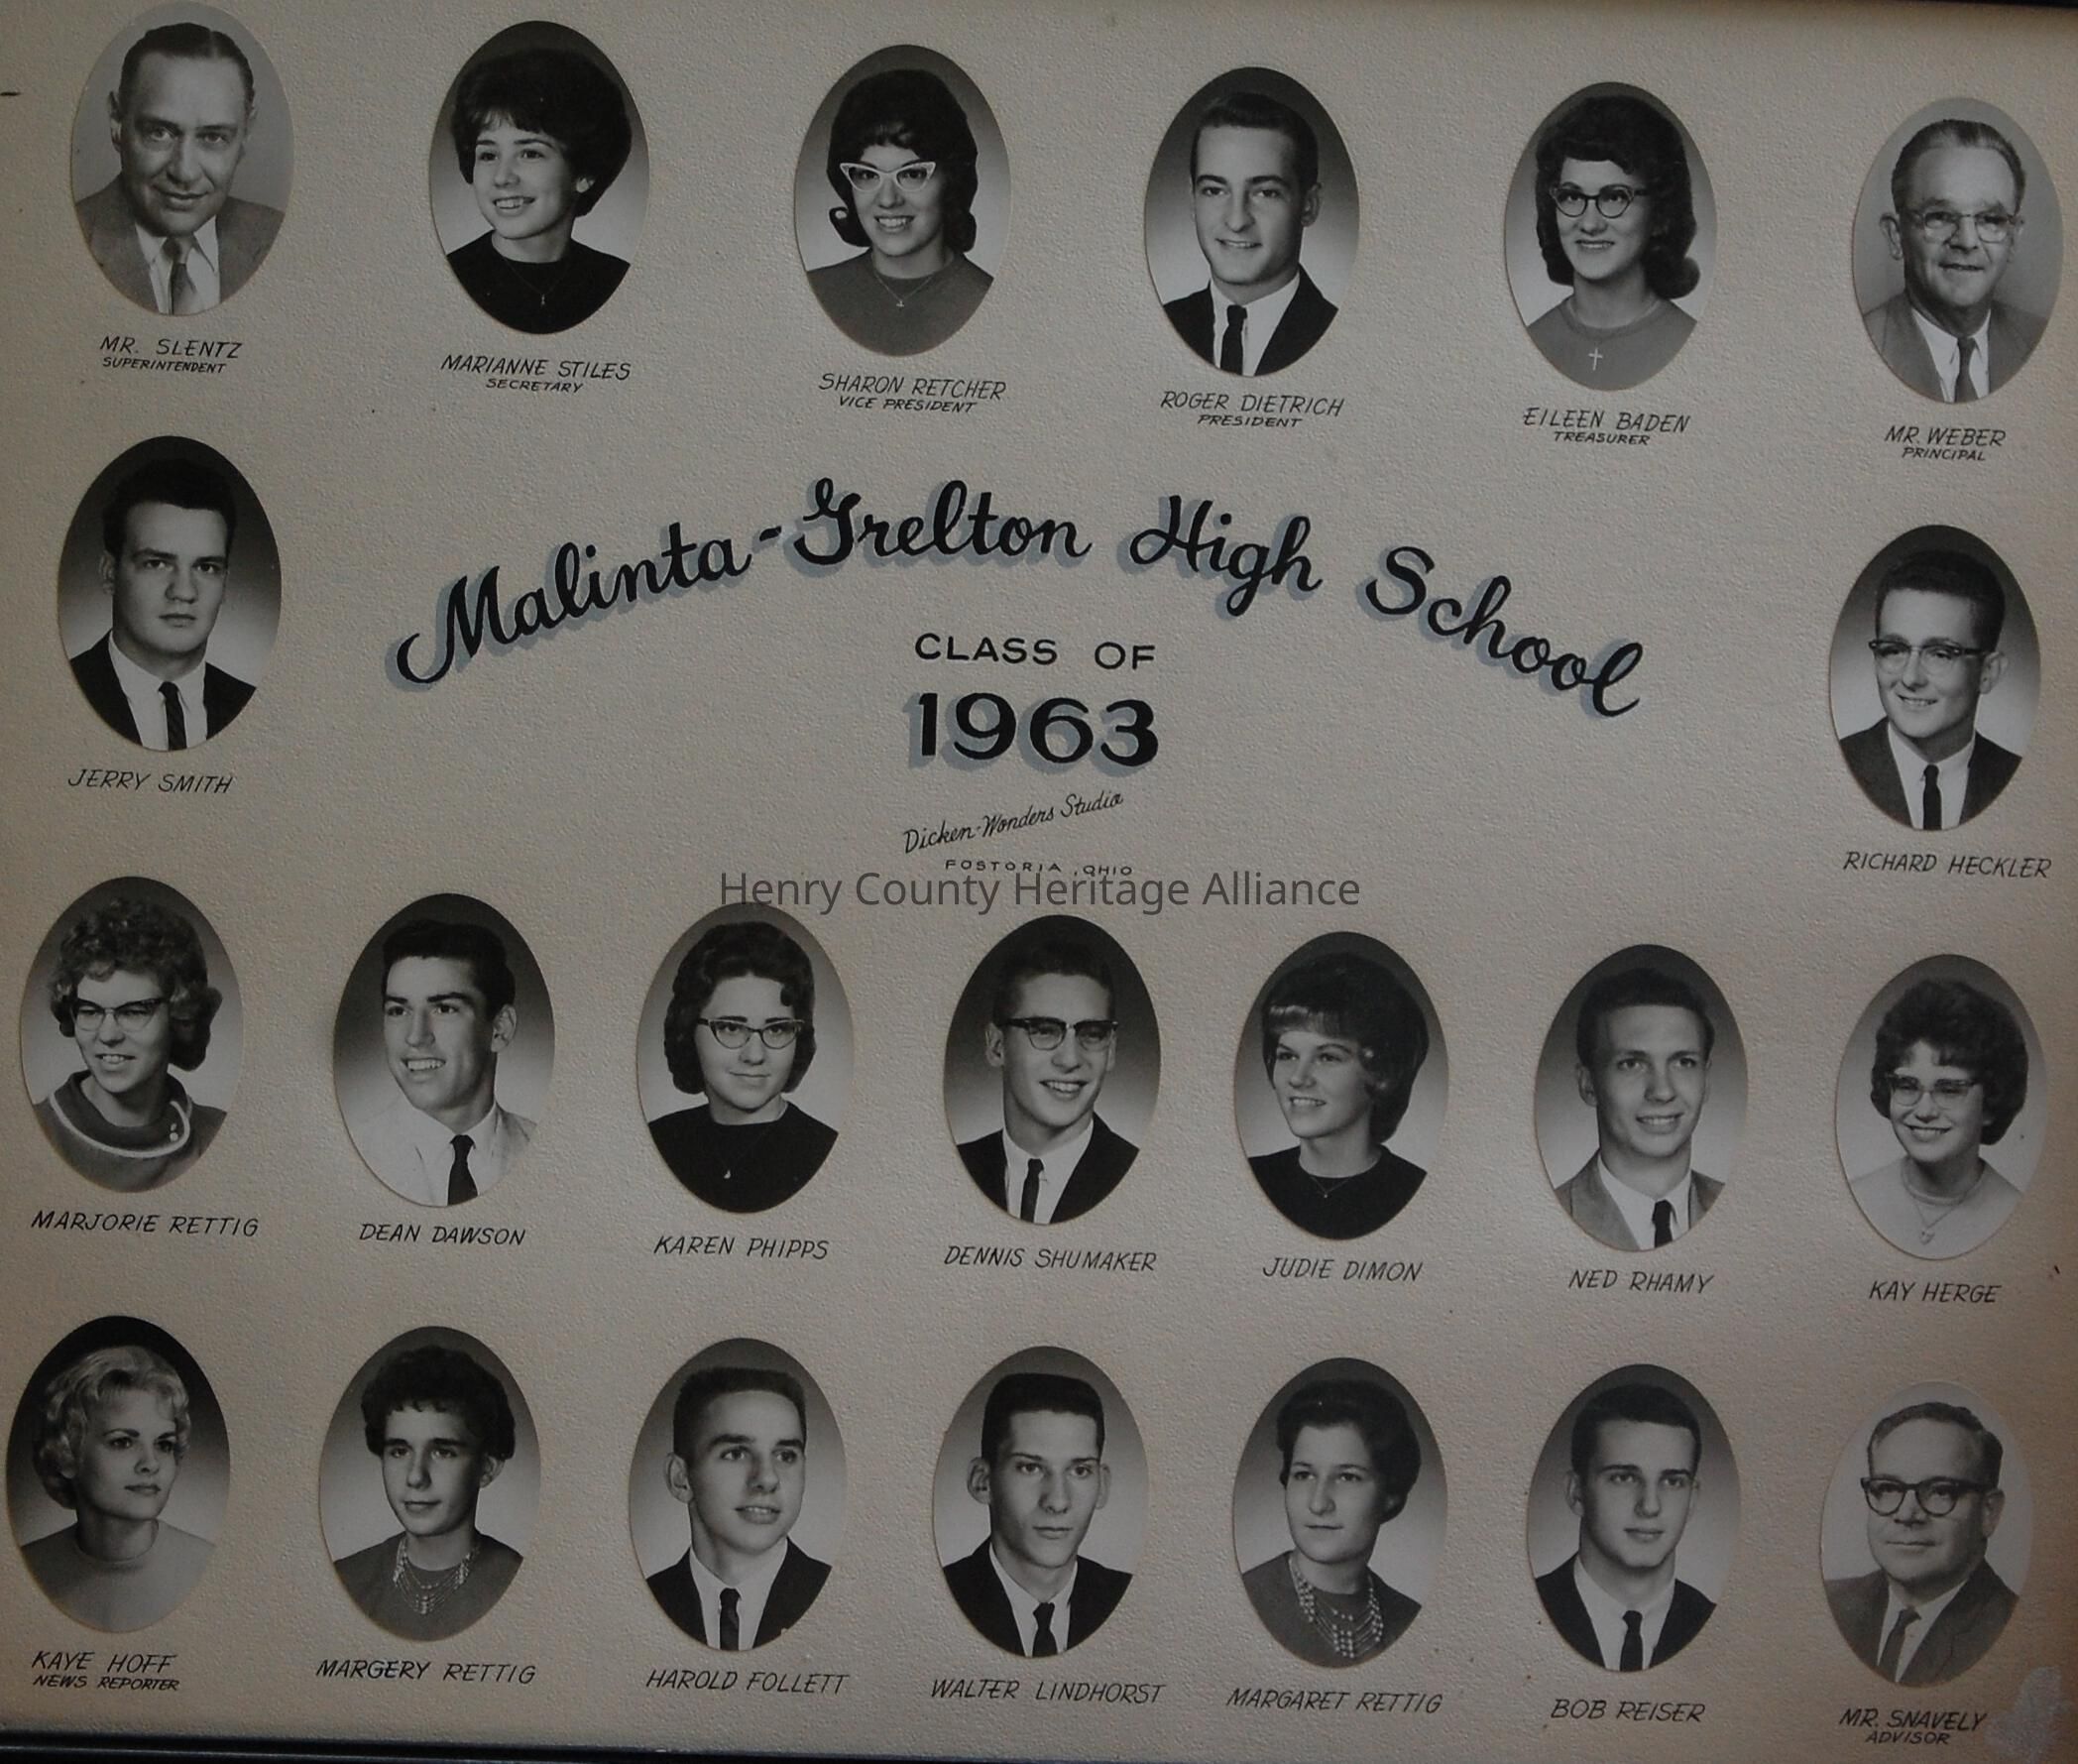 MR. SLENTZ
SUPERINTENDENT
MARIANNE STILES
SECRETARY
SHARON RETCHER
VICE PRESIDENT
ROGER DIETRICH
PRESIDENT
EILEEN BADEN
TREASURER
MR. WEBER
PRINCIPAL
Malinta-Grelton High School
CLASS OF
1963
Dicken-Wonders Studio
FOSTORIA, OHIO
Henry County Heritage Alliance
JERRY SMITH
RICHARD HECKLER
MARJORIE RETTIG
DEAN DAWSON
KAREN PHIPPS
DENNIS SHUMAKER
JUDIE DIMON
NED RHAMY
KAY HERGE
KAYE HOFF
NEWS REPORTER
MARGERY RETTIG
HAROLD FOLLETT
WALTER LINDHORST
MARGARET RETTIG
BOB REISER
MR. SNAVELY
ADVISOR